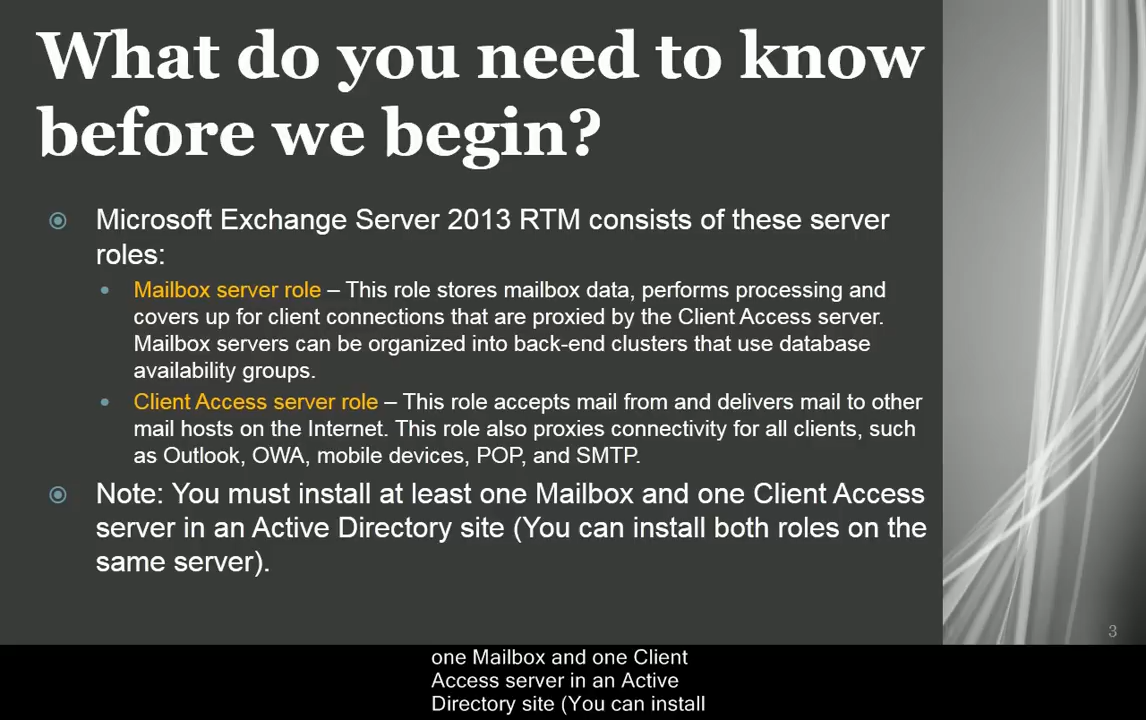 What do you need to know
before we begin?
Microsoft Exchange Server 2013 RTM consists of these server
roles:
Mailbox server role – This role stores mailbox data, performs processing and
covers up for client connections that are proxied by the Client Access server.
Mailbox servers can be organized into back-end clusters that use database
availability groups.
Client Access server role – This role accepts mail from and delivers mail to other
mail hosts on the Internet. This role also proxies connectivity for all clients, such
as Outlook, OWA, mobile devices, POP, and SMTP.
Note: You must install at least one Mailbox and one Client Access
server in an Active Directory site (You can install both roles on the
same server).
3
one Mailbox and one Client
Access server in an Active
Directory site (You can install